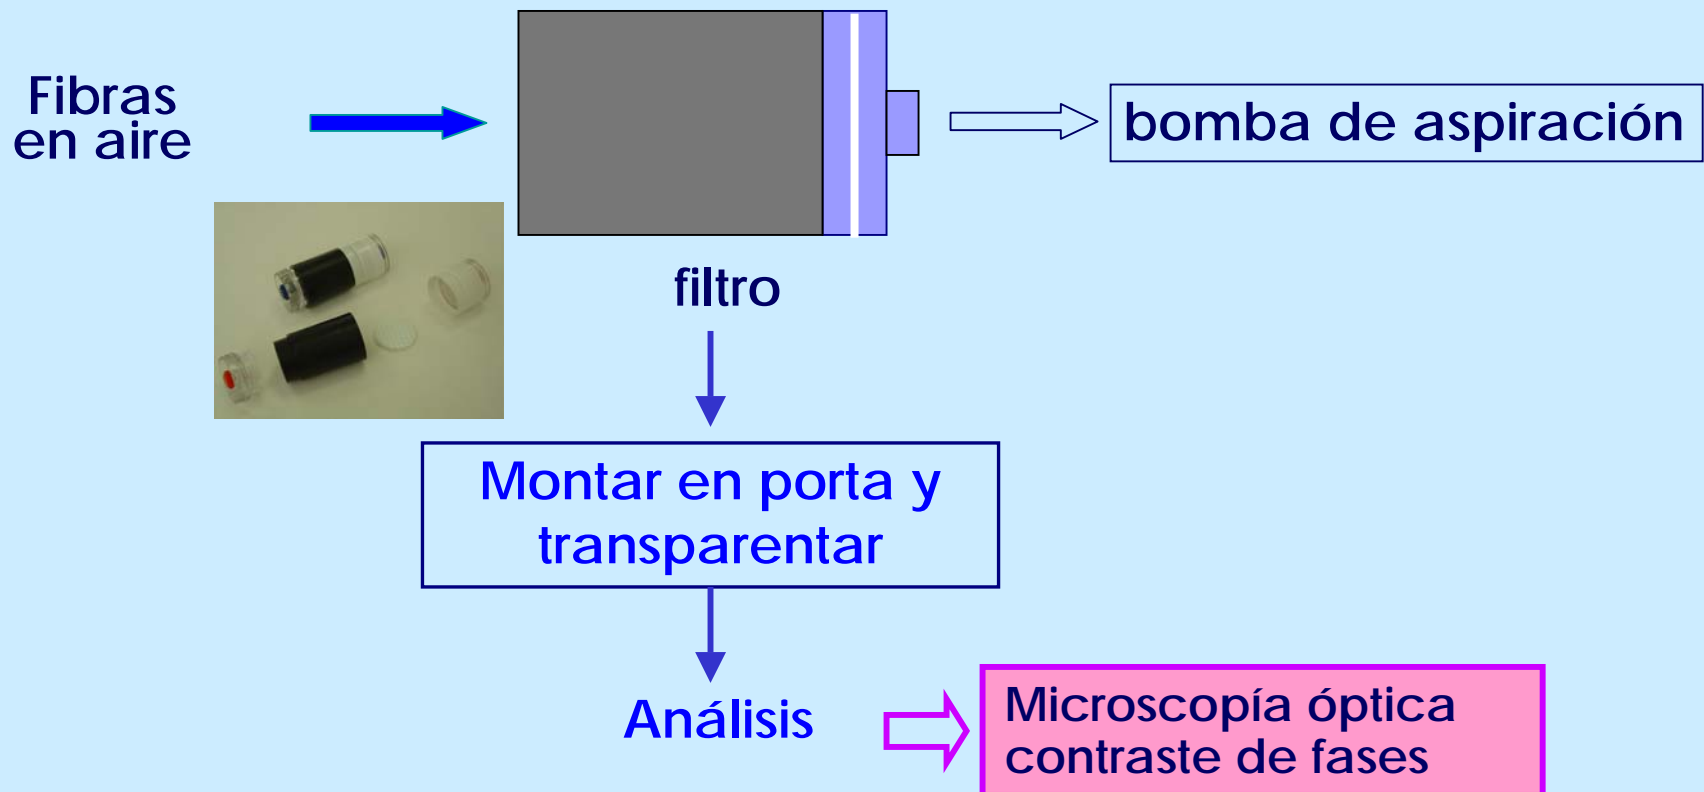 Fibras
en aire
bomba de aspiración
filtro
Montar en porta y
transparentar
Análisis
Microscopía óptica
contraste de fases